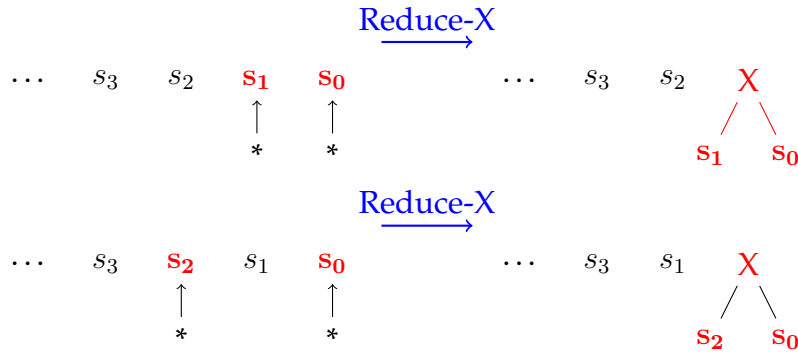 Reduce-X
… s₃ s₂ s₁ s₀ … s₃ s₂ X
* * s₁ s₀
Reduce-X
… s₃ s₂ s₁ s₀ … s₃ s₁ X
* * s₂ s₀